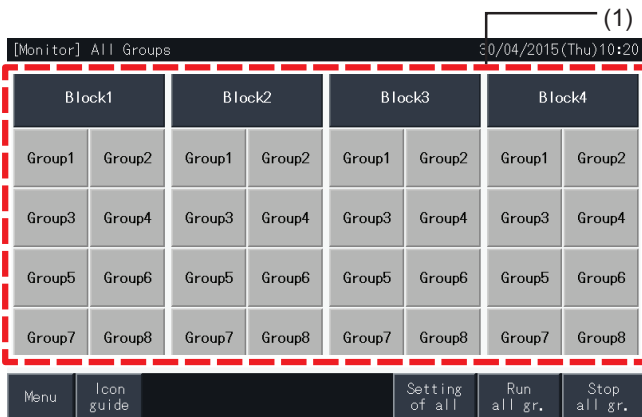 (1)
[Monitor] All Groups 30/04/2015(Thu)10:20
Block1 Block2 Block3 Block4
Group1 Group2 Group1 Group2 Group1 Group2 Group1 Group2
Group3 Group4 Group3 Group4 Group3 Group4 Group3 Group4
Group5 Group6 Group5 Group6 Group5 Group6 Group5 Group6
Group7 Group8 Group7 Group8 Group7 Group8 Group7 Group8
Menu Icon guide Setting of all Run all gr. Stop all gr.